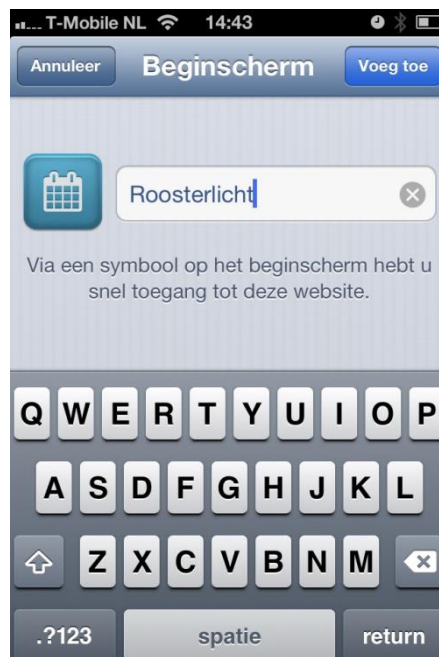 T-Mobile NL 14:43
Annuleer Beginscherm Voeg toe
Roosterlicht
Via een symbool op het beginscherm hebt u
snel toegang tot deze website.
Q W E R T Y U I O P
A S D F G H J K L
Z X C V B N M
.?123 spatie return